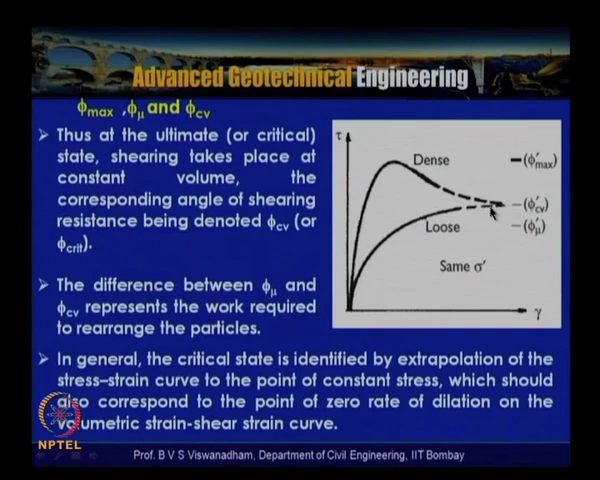 Advanced Geotechnical Engineering
ϕmax ,ϕμ and ϕcv
➢ Thus at the ultimate (or critical)
state, shearing takes place at
constant volume, the
corresponding angle of shearing
resistance being denoted ϕcv (or
ϕcrit).
➢ The difference between ϕμ and
ϕcv represents the work required
to rearrange the particles.
τ
Dense
(ϕ′max)
(ϕ′cv)
(ϕ′μ)
Loose
Same σ′
γ
➢ In general, the critical state is identified by extrapolation of the
stress–strain curve to the point of constant stress, which should
also correspond to the point of zero rate of dilation on the
volumetric strain-shear strain curve.
NPTEL
Prof. B V S Viswanadham, Department of Civil Engineering, IIT Bombay